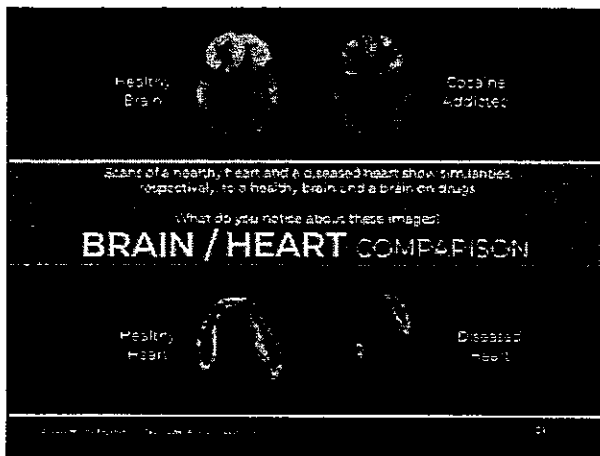 Healthy
Brain
Cocaine
Addicted
Scans of a healthy heart and a diseased heart show similarities,
respectively, to a healthy brain and a brain on drugs
What do you notice about these images?
BRAIN / HEART COMPARISON
Healthy
Heart
Diseased
Heart